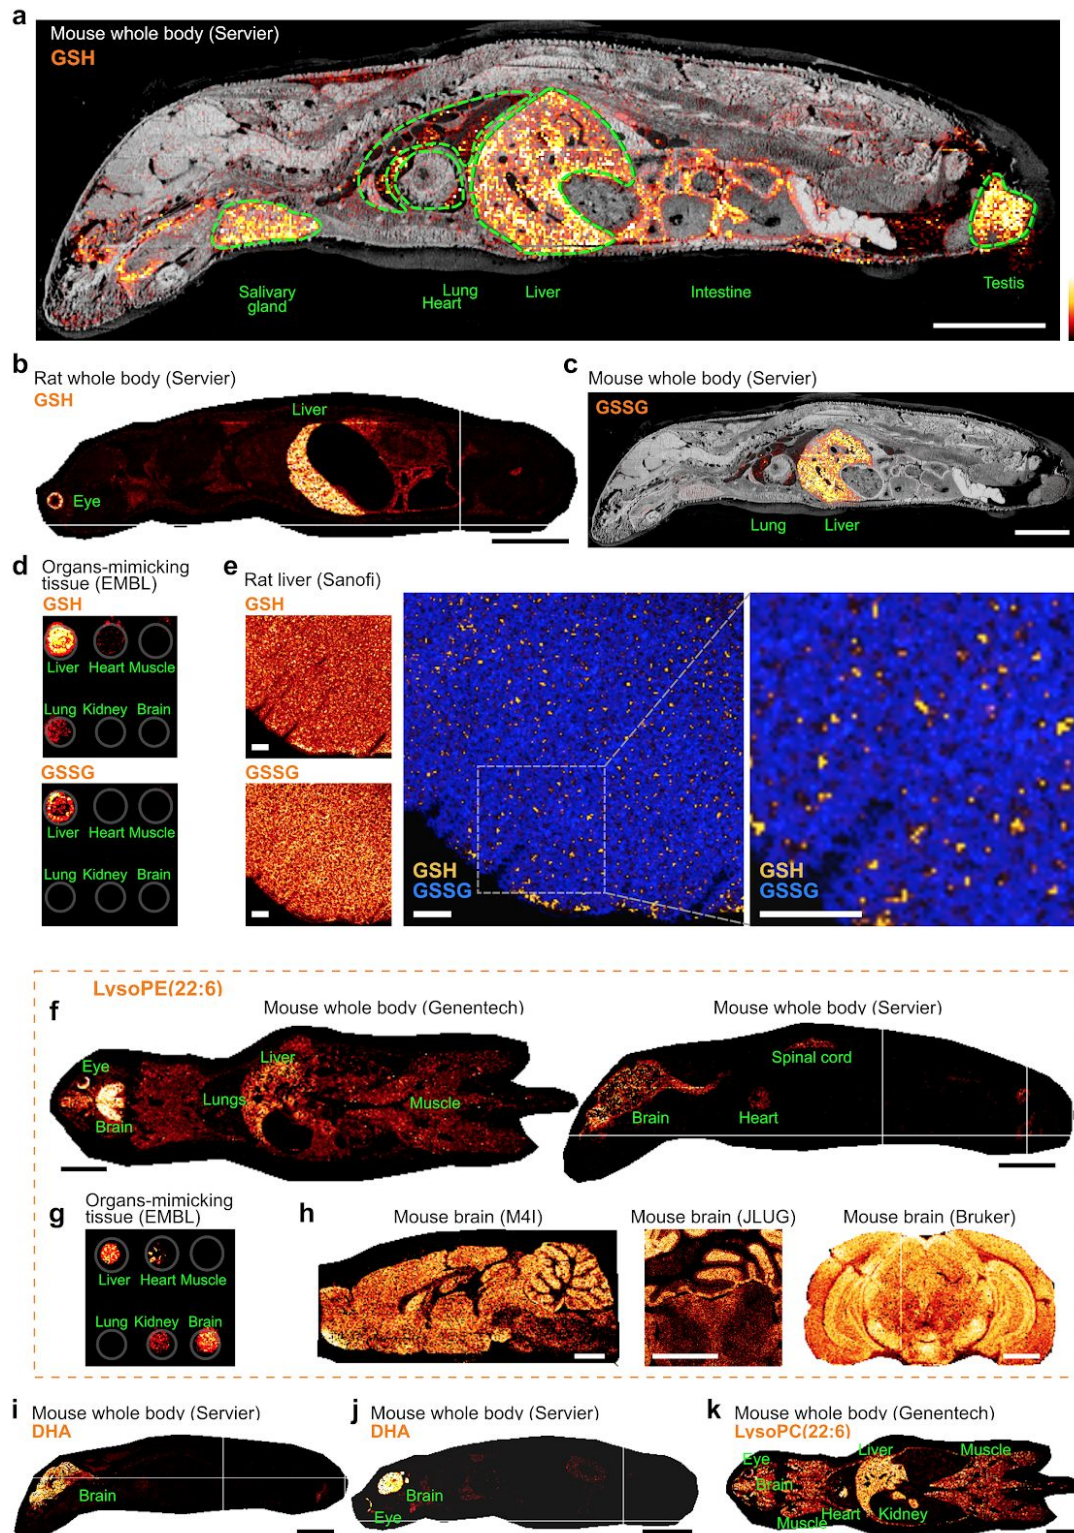 a
Mouse whole body (Servier)
GSH
Salivary
gland
Lung
Heart
Liver
Intestine
Testis
b
Rat whole body (Servier)
GSH
Liver
Eye
c
Mouse whole body (Servier)
GSSG
Lung
Liver
d
Organs-mimicking
tissue (EMBL)
GSH
Liver Heart Muscle
Lung Kidney Brain
GSSG
Liver Heart Muscle
Lung Kidney Brain
e
Rat liver (Sanofi)
GSH
GSSG
GSH
GSSG
GSH
GSSG
LysoPE(22:6)
f
Mouse whole body (Genentech)
Eye
Liver
Lungs
Muscle
Brain
Mouse whole body (Servier)
Spinal cord
Brain
Heart
g
Organs-mimicking
tissue (EMBL)
Liver Heart Muscle
Lung Kidney Brain
h
Mouse brain (M4I)
Mouse brain (JLUG)
Mouse brain (Bruker)
i
Mouse whole body (Servier)
DHA
Brain
j
Mouse whole body (Servier)
DHA
Brain
Eye
k
Mouse whole body (Genentech)
LysoPC(22:6)
Liver
Muscle
Eye
Brain
Heart
Kidney
Muscle